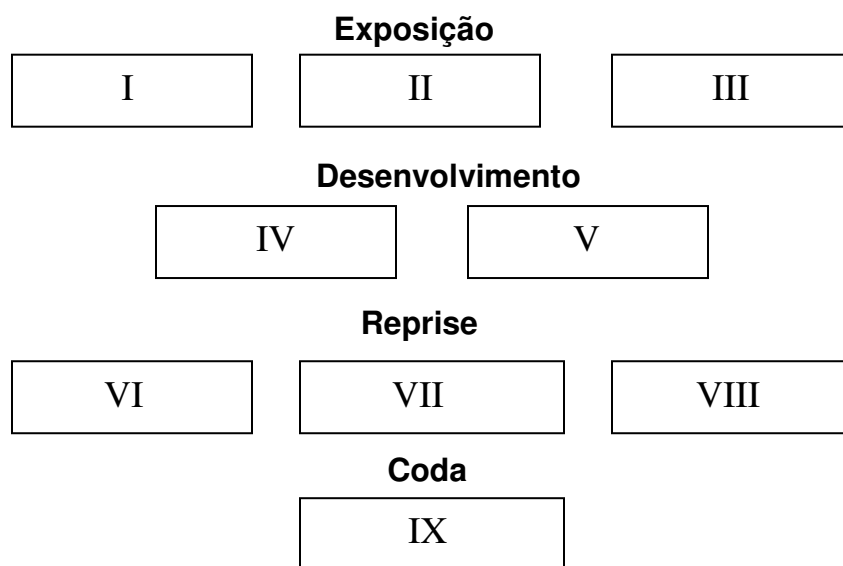 Exposição
I II III
Desenvolvimento
IV V
Reprise
VI VII VIII
Coda
IX